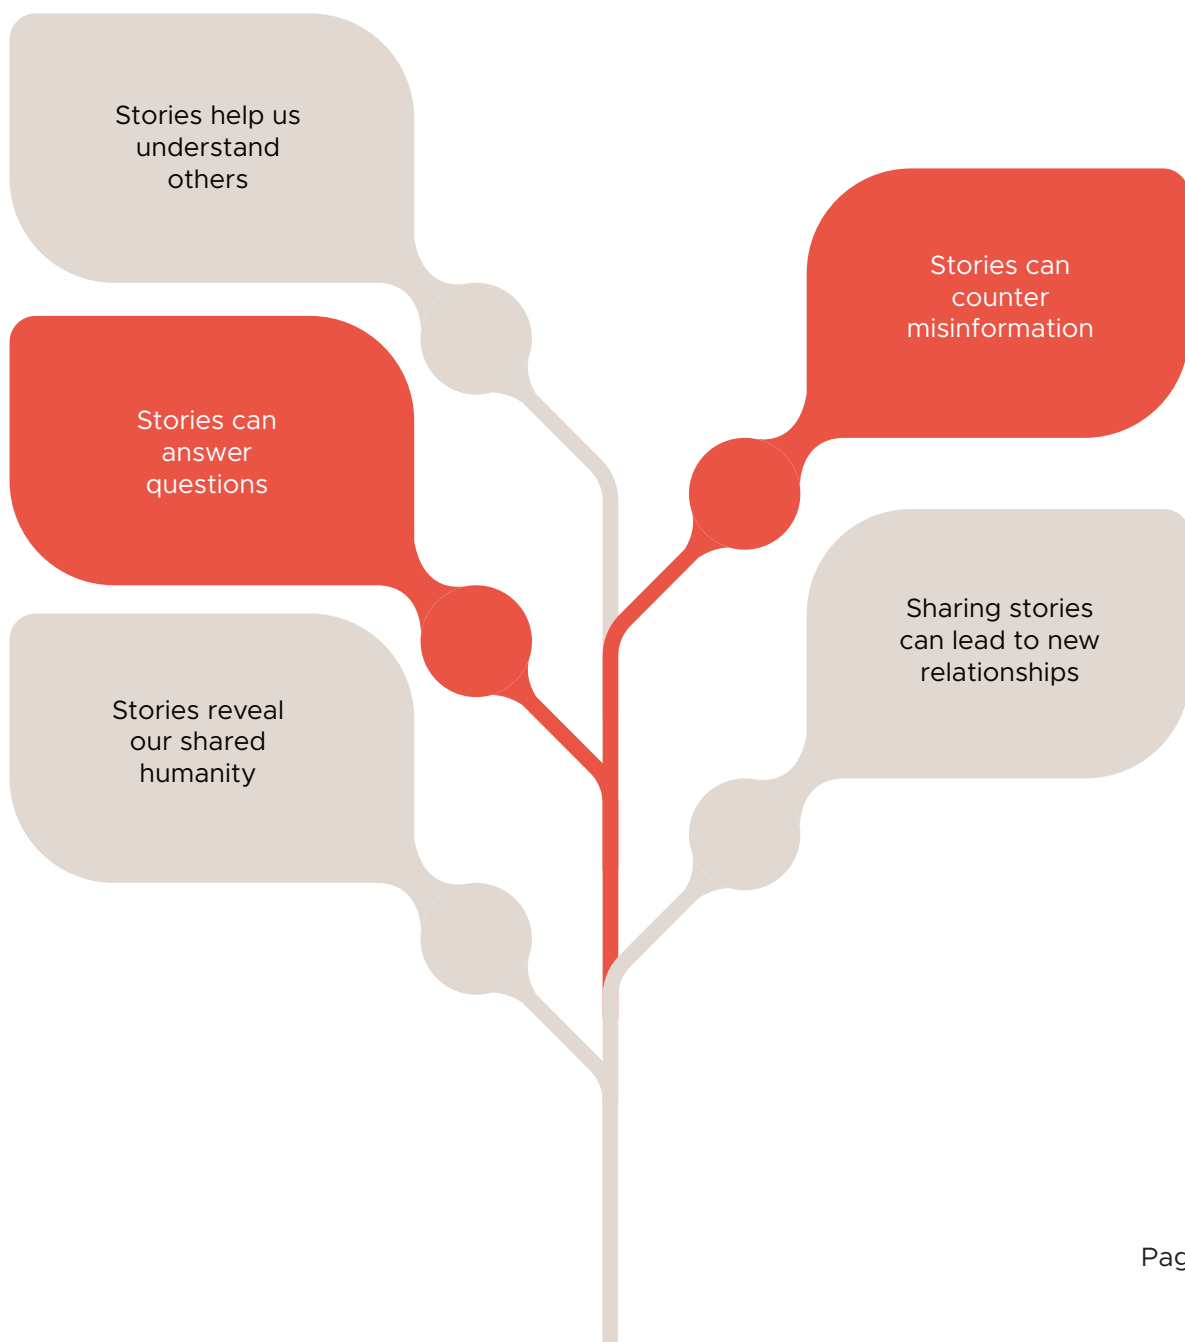 Stories help us
understand
others
Stories can
counter
misinformation
Stories can
answer
questions
Sharing stories
can lead to new
relationships
Stories reveal
our shared
humanity
Pag